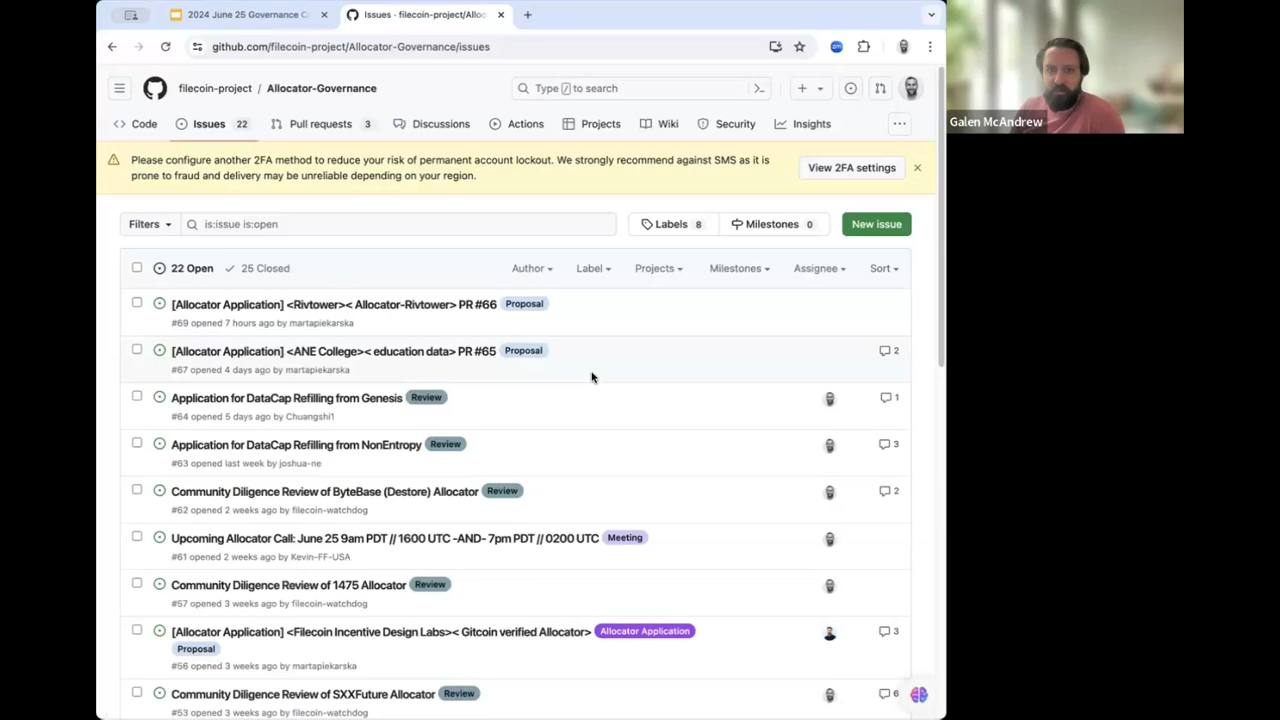 2024 June 25 Governance C
Issues · filecoin-project/Alloc
github.com/filecoin-project/Allocator-Governance/issues
filecoin-project / Allocator-Governance
Type / to search
Code
Issues 22
Pull requests 3
Discussions
Actions
Projects
Wiki
Security
Insights
Please configure another 2FA method to reduce your risk of permanent account lockout. We strongly recommend against SMS as it is
prone to fraud and delivery may be unreliable depending on your region.
View 2FA settings
Filters
is:issue is:open
Labels 8
Milestones 0
New issue
22 Open
25 Closed
Author
Label
Projects
Milestones
Assignee
Sort
[Allocator Application] <Rivtower>< Allocator-Rivtower> PR #66 Proposal
#69 opened 7 hours ago by martapiekarska
[Allocator Application] <ANE College>< education data> PR #65 Proposal
2
#67 opened 4 days ago by martapiekarska
Application for DataCap Refilling from Genesis Review
1
#64 opened 5 days ago by Chuangshi1
Application for DataCap Refilling from NonEntropy Review
3
#63 opened last week by joshua-ne
Community Diligence Review of ByteBase (Destore) Allocator Review
2
#62 opened 2 weeks ago by filecoin-watchdog
Upcoming Allocator Call: June 25 9am PDT // 1600 UTC -AND- 7pm PDT // 0200 UTC Meeting
#61 opened 2 weeks ago by Kevin-FF-USA
Community Diligence Review of 1475 Allocator Review
#57 opened 3 weeks ago by filecoin-watchdog
[Allocator Application] <Filecoin Incentive Design Labs>< Gitcoin verified Allocator> Allocator Application
3
Proposal
#56 opened 3 weeks ago by martapiekarska
Community Diligence Review of SXXFuture Allocator Review
6
#53 opened 3 weeks ago by filecoin-watchdog
Galen McAndrew